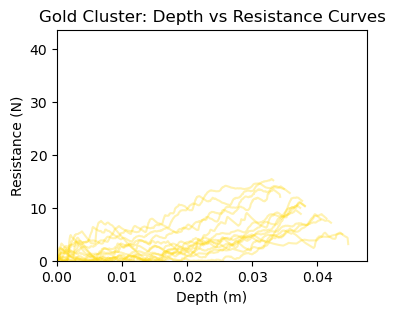 Gold Cluster: Depth vs Resistance Curves
40
30
20
10
0
Resistance (N)
0.00 0.01 0.02 0.03 0.04
Depth (m)